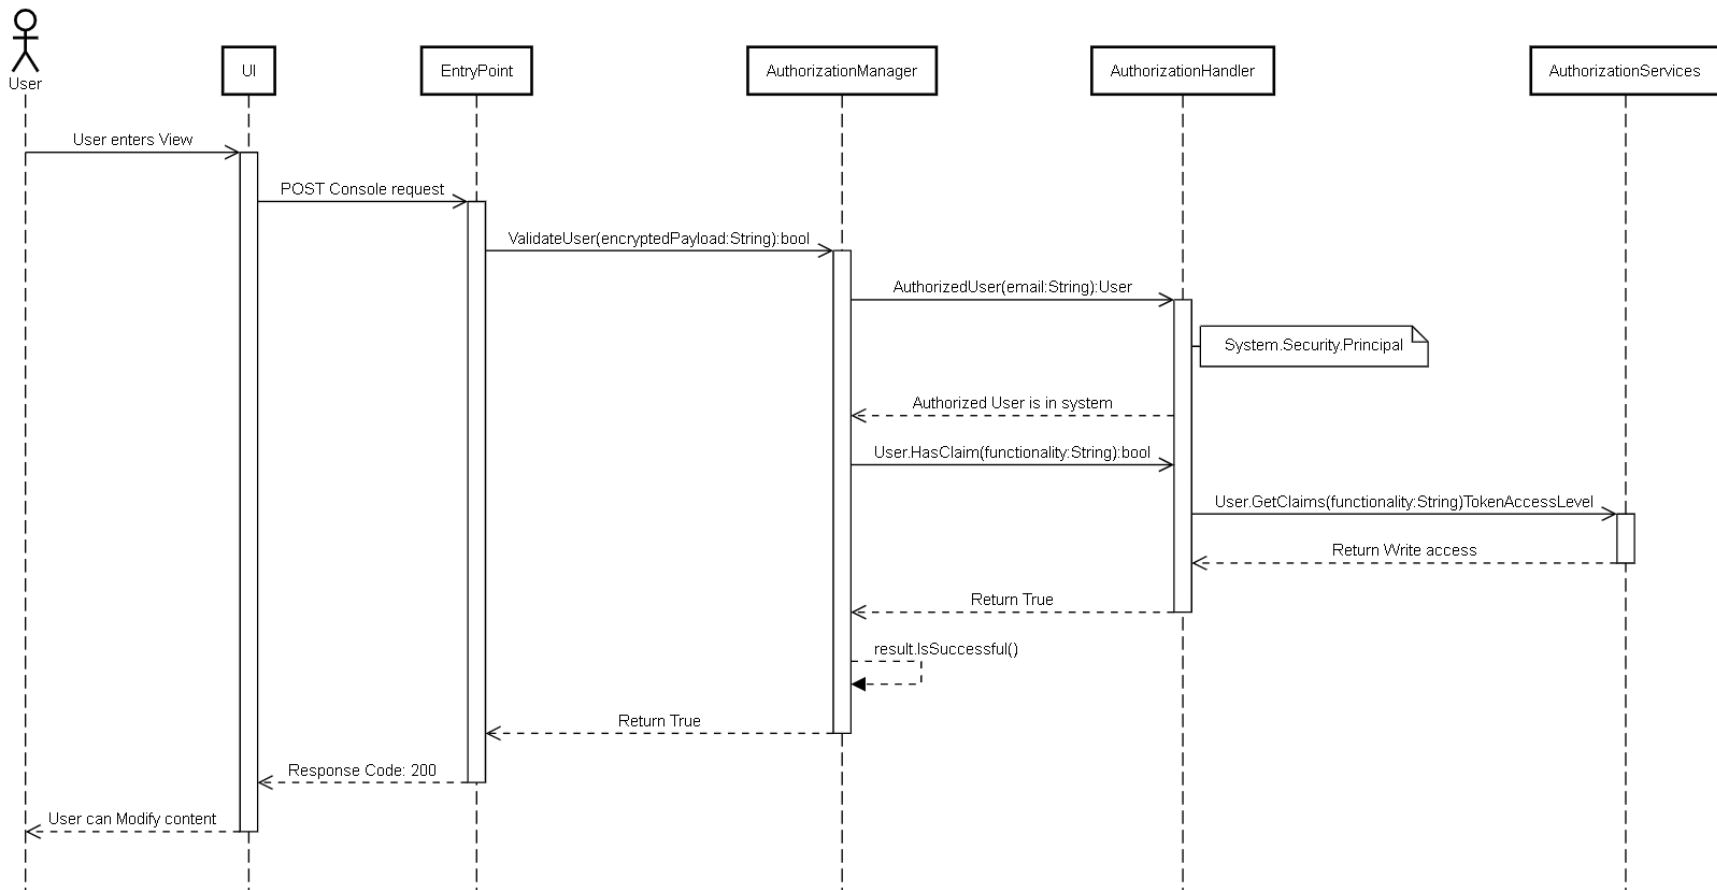 User
UI
EntryPoint
AuthorizationManager
AuthorizationHandler
AuthorizationServices
User enters View
POST Console request
ValidateUser(encryptedPayload:String):bool
AuthorizedUser(email:String):User
System.Security.Principal
Authorized User is in system
User.HasClaim(functionality:String):bool
User.GetClaims(functionality:String)TokenAccessLevel
Return Write access
Return True
result.IsSuccessful()
Return True
Response Code: 200
User can Modify content